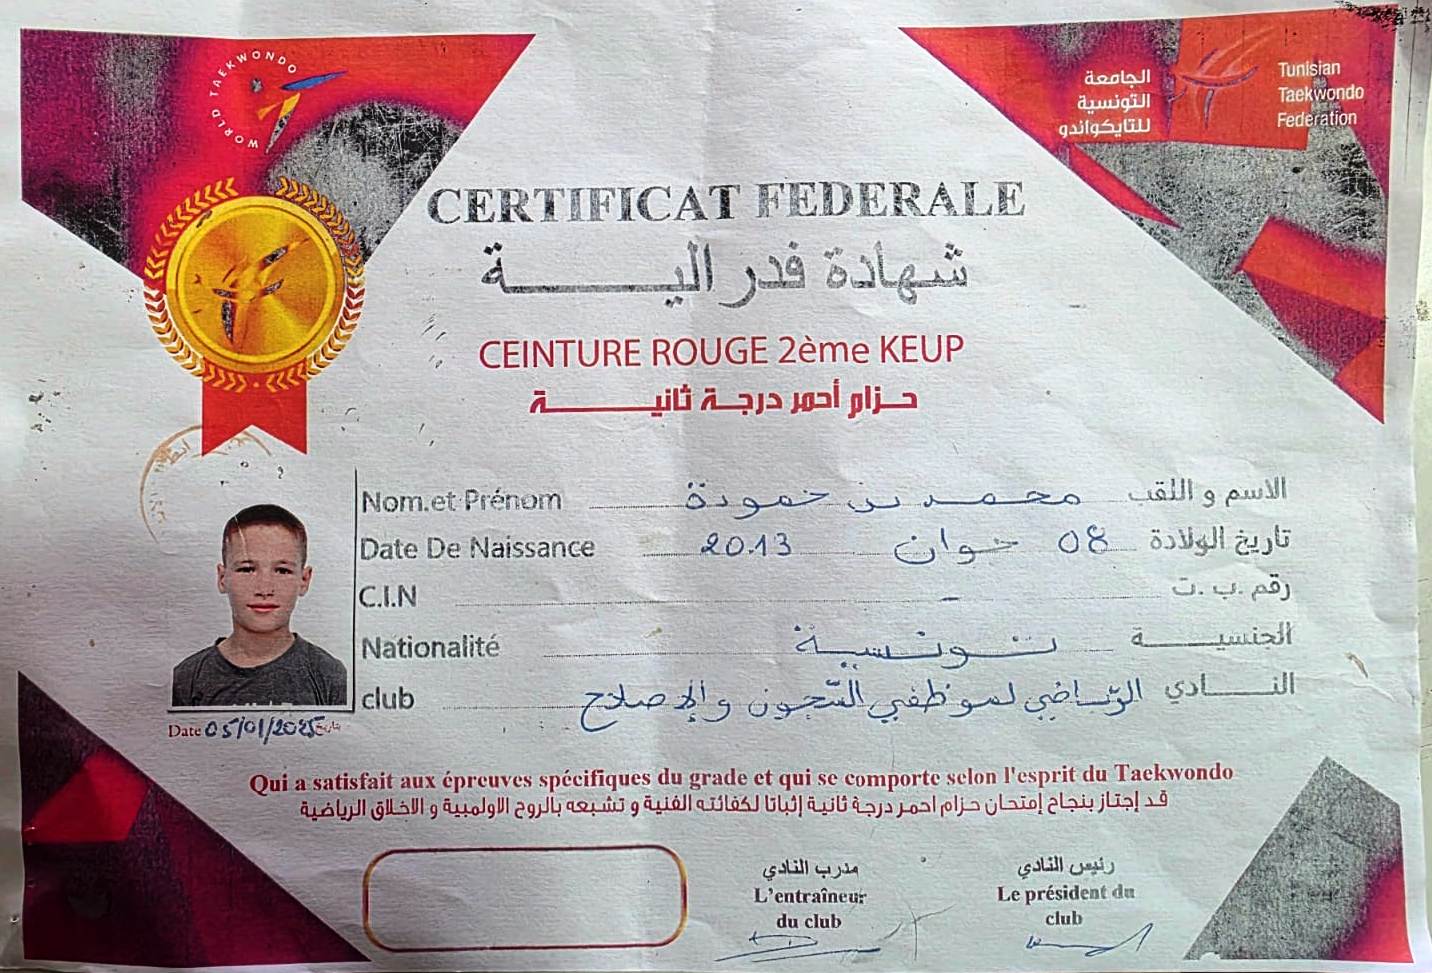 WORLD TAEKWONDO
الجامعة
التونسية
للتايكواندو
Tunisian
Taekwondo
Federation
CERTIFICAT FEDERALE
شهادة فدرالية
CEINTURE ROUGE 2ème KEUP
حزام أحمر درجة ثانية
Nom.et Prénom محمد بن حمودة الاسم و اللقب
Date De Naissance 08 جوان 2013 تاريخ الولادة
C.I.N - رقم ب. ت.
Nationalité تونسية الجنسية
club الرياضي لموظفي السّجون والإصلاح النادي
Date 05/01/2025 تاريخ
Qui a satisfait aux épreuves spécifiques du grade et qui se comporte selon l'esprit du Taekwondo
قد إجتاز بنجاح إمتحان حزام احمر درجة ثانية إثباتا لكفائته الفنية و تشبعه بالروح الاولمبية و الاخلاق الرياضية
مدرب النادي
L'entraîneur
du club
رئيس النادي
Le président du
club